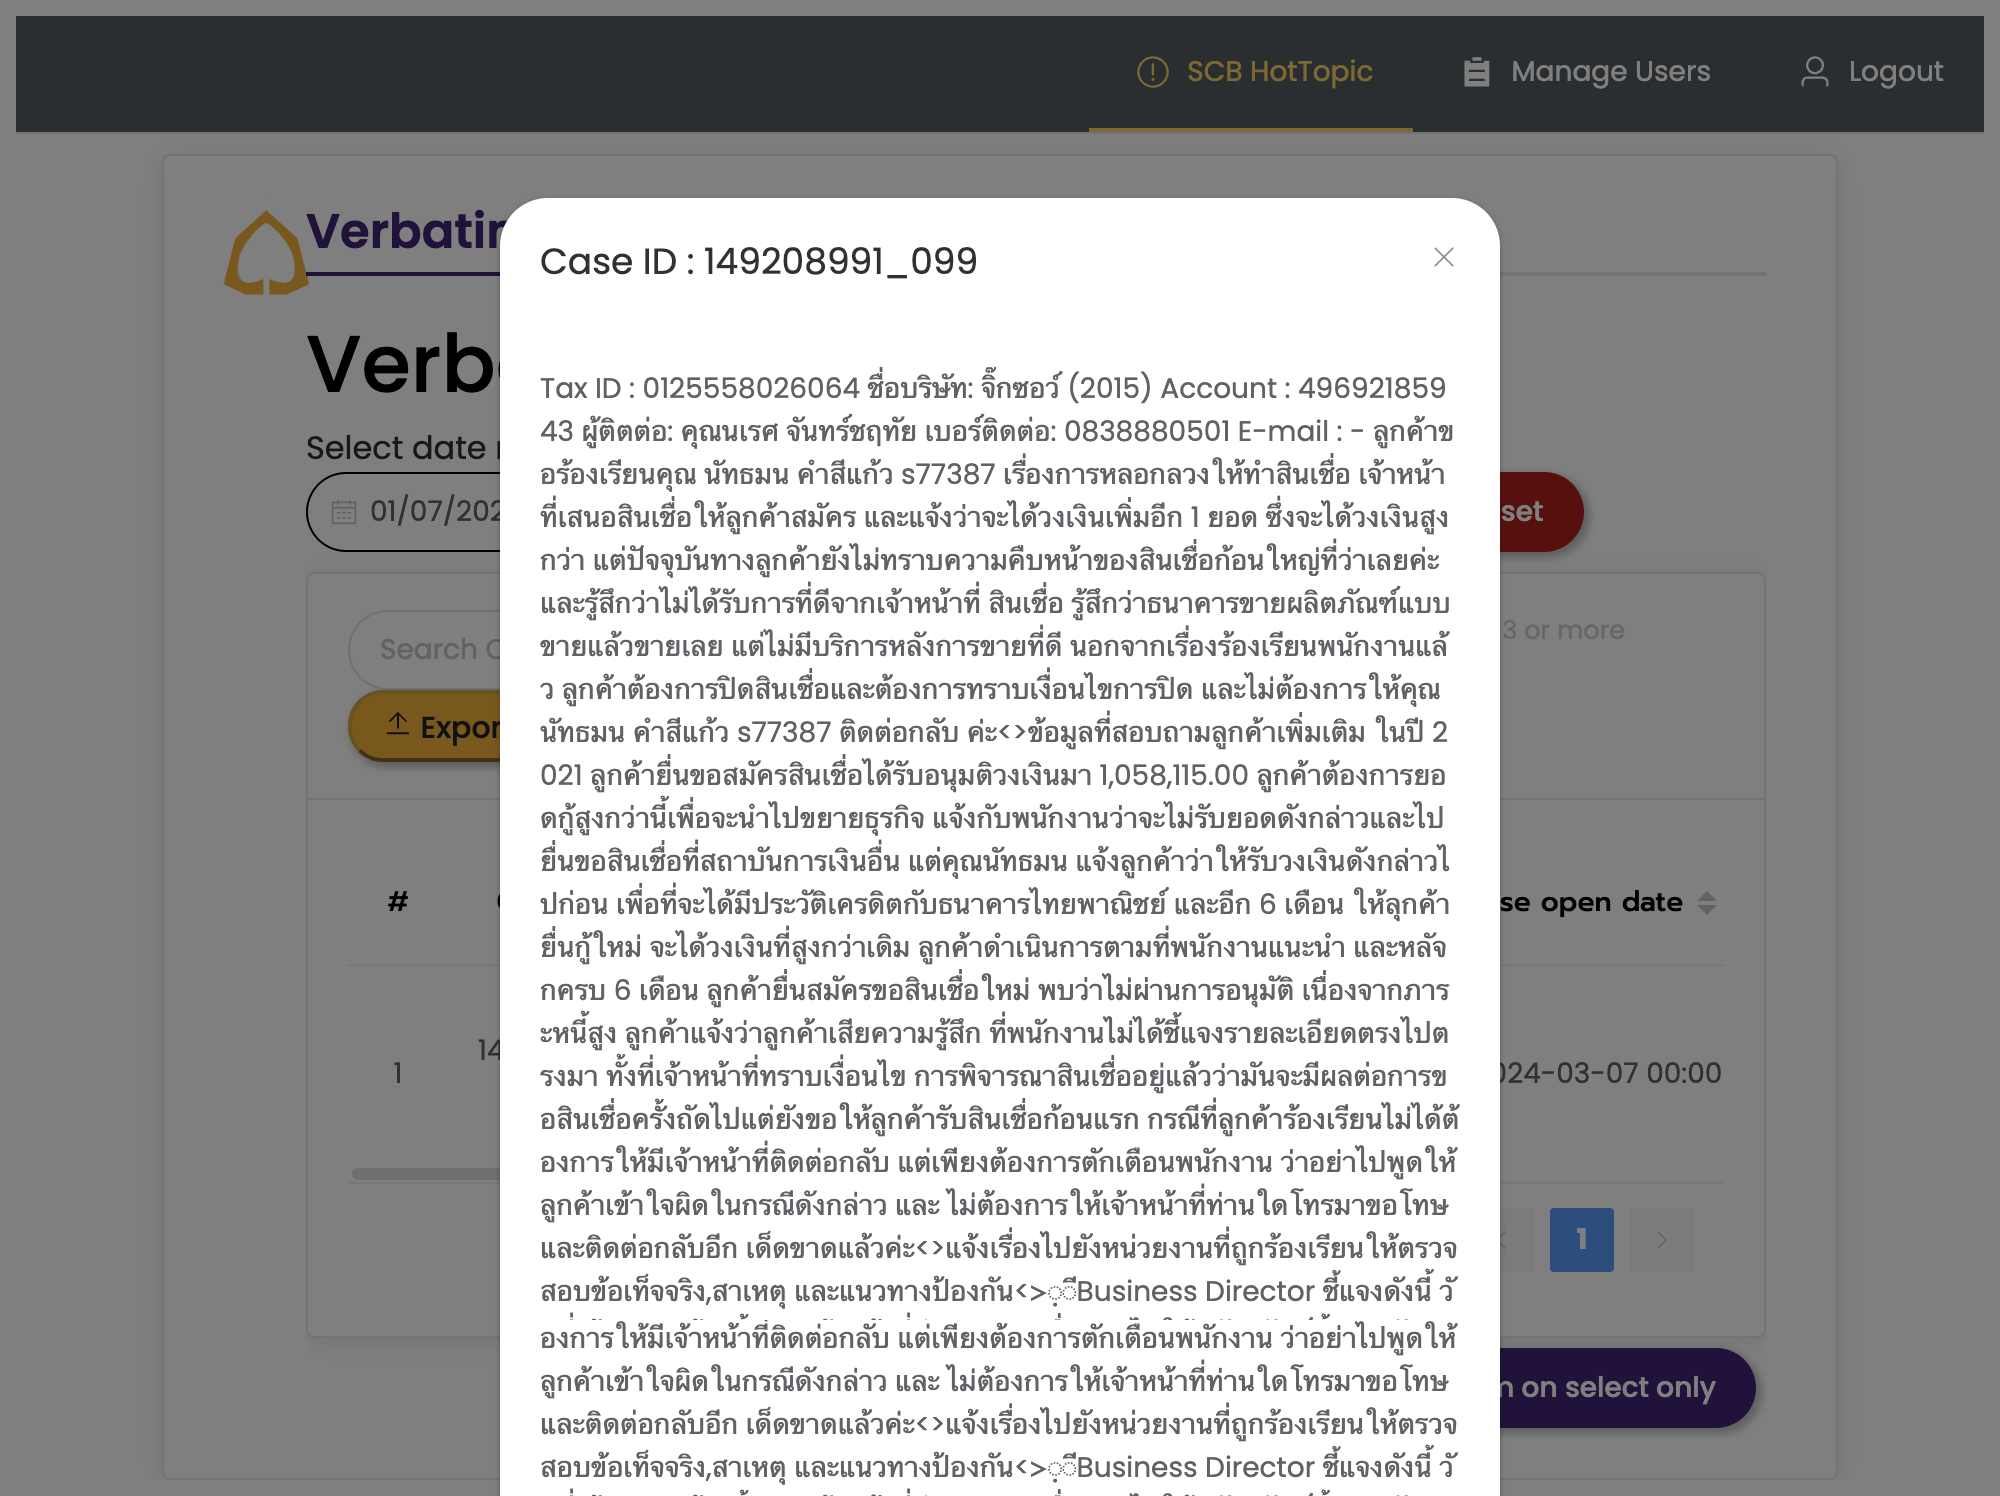 SCB HotTopic
Manage Users
Logout
Case ID : 149208991_099
Select date
01/07/202
set
Search
3 or more
Expor
#
se open date
1
14
024-03-07 00:00
1
n on select only
Tax ID : 0125558026064 ชื่อบริษัท: จิ๊กซอว์ (2015) Account : 496921859
43 ผู้ติตต่อ: คุณนเรศ จันทร์ชฤทัย เบอร์ติดต่อ: 0838880501 E-mail : - ลูกค้าข
อร้องเรียนคุณ นัทธมน คำสีแก้ว s77387 เรื่องการหลอกลวงให้ทำสินเชื่อ เจ้าหน้า
ที่เสนอสินเชื่อให้ลูกค้าสมัคร และแจ้งว่าจะได้วงเงินเพิ่มอีก 1 ยอด ซึ่งจะได้วงเงินสูง
กว่า แต่ปัจจุบันทางลูกค้ายังไม่ทราบความคืบหน้าของสินเชื่อก้อนใหญ่ที่ว่าเลยค่ะ
และรู้สึกว่าไม่ได้รับการที่ดีจากเจ้าหน้าที่ สินเชื่อ รู้สึกว่าธนาคารขายผลิตภัณฑ์แบบ
ขายแล้วขายเลย แต่ไม่มีบริการหลังการขายที่ดี นอกจากเรื่องร้องเรียนพนักงานแล้
ว ลูกค้าต้องการปิดสินเชื่อและต้องการทราบเงื่อนไขการปิด และไม่ต้องการให้คุณ
นัทธมน คำสีแก้ว s77387 ติดต่อกลับ ค่ะ<>ข้อมูลที่สอบถามลูกค้าเพิ่มเติม ในปี 2
021 ลูกค้ายื่นขอสมัครสินเชื่อได้รับอนุมติวงเงินมา 1,058,115.00 ลูกค้าต้องการยอ
ดกู้สูงกว่านี้เพื่อจะนำไปขยายธุรกิจ แจ้งกับพนักงานว่าจะไม่รับยอดดังกล่าวและไป
ยื่นขอสินเชื่อที่สถาบันการเงินอื่น แต่คุณนัทธมน แจ้งลูกค้าว่าให้รับวงเงินดังกล่าวไ
ปก่อน เพื่อที่จะได้มีประวัติเครดิตกับธนาคารไทยพาณิชย์ และอีก 6 เดือน ให้ลูกค้า
ยื่นกู้ใหม่ จะได้วงเงินที่สูงกว่าเดิม ลูกค้าดำเนินการตามที่พนักงานแนะนำ และหลัจ
กครบ 6 เดือน ลูกค้ายื่นสมัครขอสินเชื่อใหม่ พบว่าไม่ผ่านการอนุมัติ เนื่องจากภาร
ะหนี้สูง ลูกค้าแจ้งว่าลูกค้าเสียความรู้สึก ที่พนักงานไม่ได้ชี้แจงรายละเอียดตรงไปต
รงมา ทั้งที่เจ้าหน้าที่ทราบเงื่อนไข การพิจารณาสินเชื่ออยู่แล้วว่ามันจะมีผลต่อการข
อสินเชื่อครั้งถัดไปแต่ยังขอให้ลูกค้ารับสินเชื่อก้อนแรก กรณีที่ลูกค้าร้องเรียนไม่ได้ต้
องการให้มีเจ้าหน้าที่ติดต่อกลับ แต่เพียงต้องการตักเตือนพนักงาน ว่าอย่าไปพูดให้
ลูกค้าเข้าใจผิดในกรณีดังกล่าว และ ไม่ต้องการให้เจ้าหน้าที่ท่านใดโทรมาขอโทษ
และติดต่อกลับอีก เด็ดขาดแล้วค่ะ<>แจ้งเรื่องไปยังหน่วยงานที่ถูกร้องเรียนให้ตรวจ
สอบข้อเท็จจริง,สาเหตุ และแนวทางป้องกัน<>ฺีBusiness Director ชี้แจงดังนี้ วั
องการให้มีเจ้าหน้าที่ติดต่อกลับ แต่เพียงต้องการตักเตือนพนักงาน ว่าอย่าไปพูดให้
ลูกค้าเข้าใจผิดในกรณีดังกล่าว และ ไม่ต้องการให้เจ้าหน้าที่ท่านใดโทรมาขอโทษ
และติดต่อกลับอีก เด็ดขาดแล้วค่ะ<>แจ้งเรื่องไปยังหน่วยงานที่ถูกร้องเรียนให้ตรวจ
สอบข้อเท็จจริง,สาเหตุ และแนวทางป้องกัน<>ฺีBusiness Director ชี้แจงดังนี้ วั